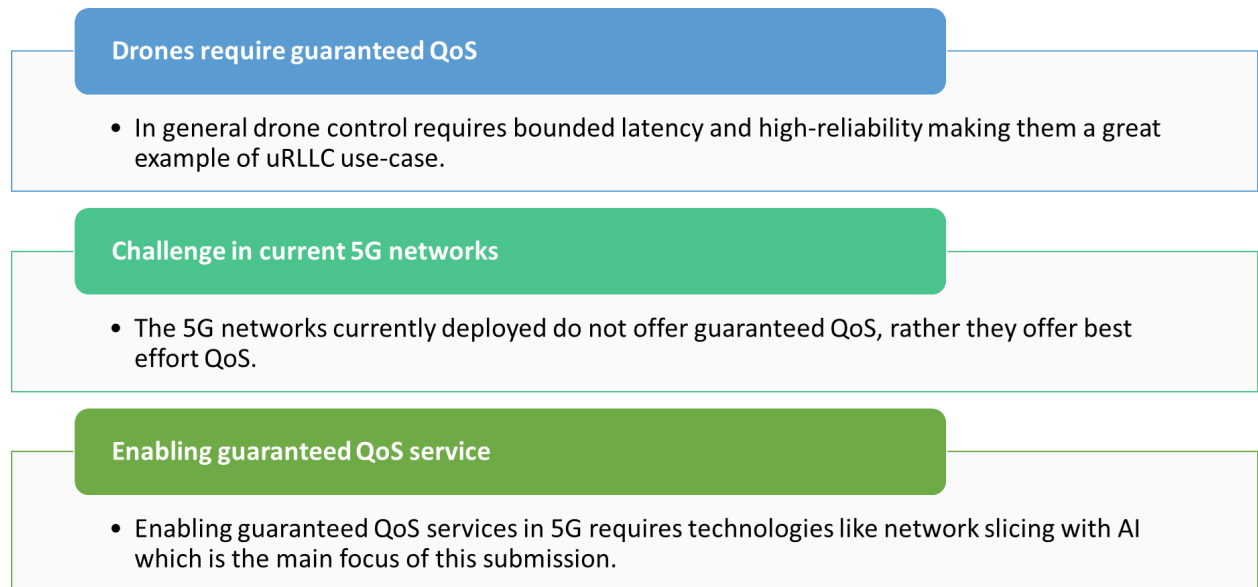 Drones require guaranteed QoS
• In general drone control requires bounded latency and high-reliability making them a great
example of uRLLC use-case.
Challenge in current 5G networks
• The 5G networks currently deployed do not offer guaranteed QoS, rather they offer best
effort QoS.
Enabling guaranteed QoS service
• Enabling guaranteed QoS services in 5G requires technologies like network slicing with AI
which is the main focus of this submission.